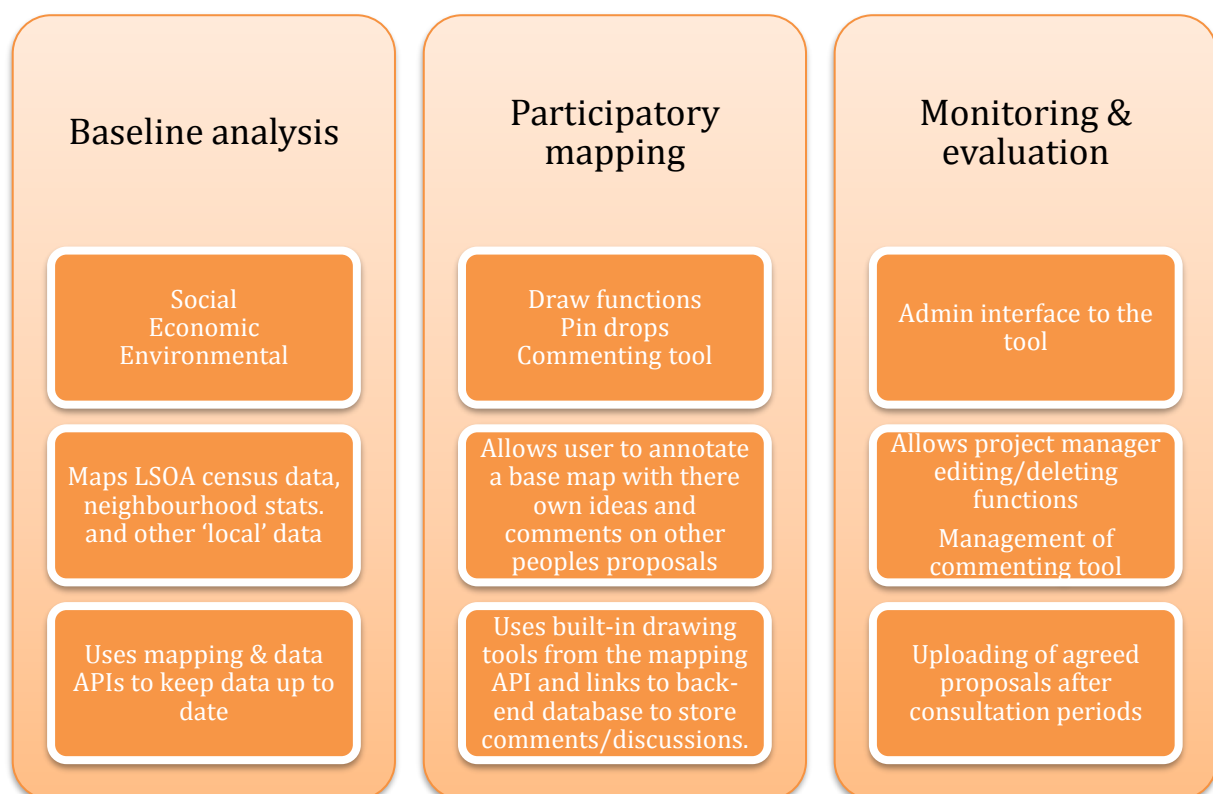 Baseline analysis
Social
Economic
Environmental
Maps LSOA census data,
neighbourhood stats.
and other ‘local’ data
Uses mapping & data
APIs to keep data up to
date
Participatory
mapping
Draw functions
Pin drops
Commenting tool
Allows user to annotate
a base map with there
own ideas and
comments on other
peoples proposals
Uses built-in drawing
tools from the mapping
API and links to back-
end database to store
comments/discussions.
Monitoring &
evaluation
Admin interface to the
tool
Allows project manager
editing/deleting
functions
Management of
commenting tool
Uploading of agreed
proposals after
consultation periods